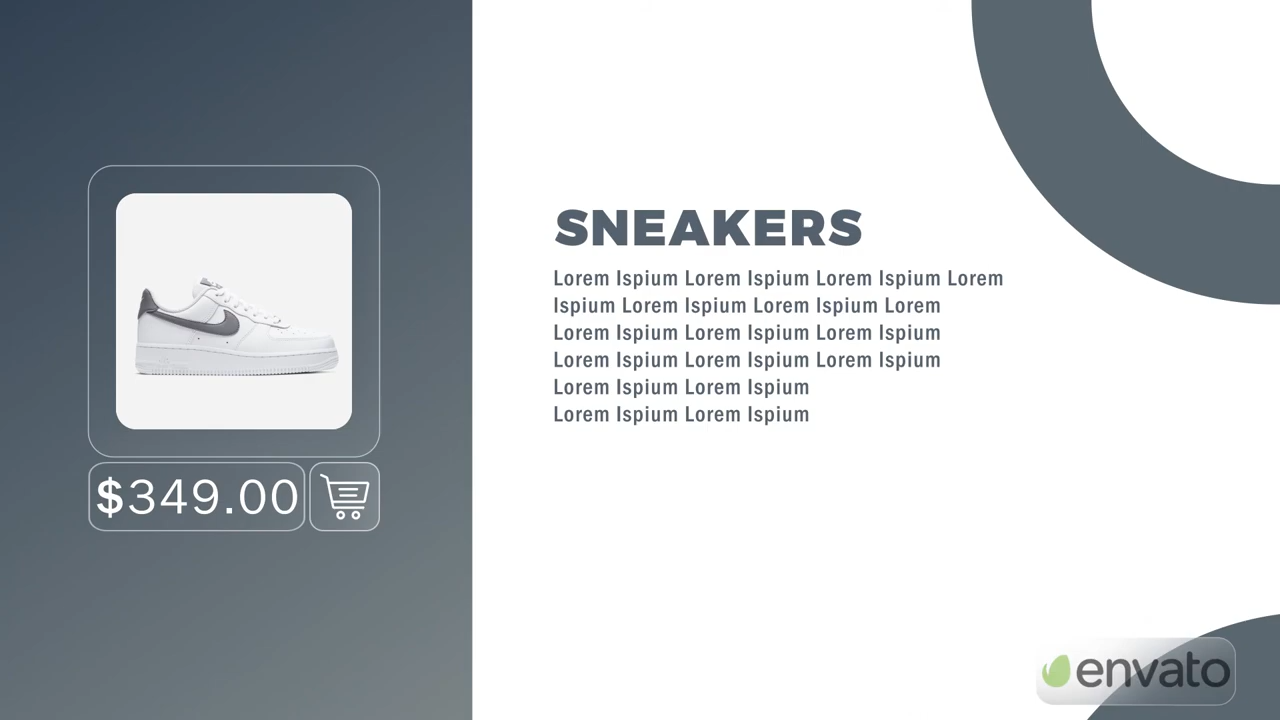 SNEAKERS
Lorem Ispium Lorem Ispium Lorem Ispium Lorem
Ispium Lorem Ispium Lorem Ispium Lorem
Lorem Ispium Lorem Ispium Lorem Ispium
Lorem Ispium Lorem Ispium Lorem Ispium
Lorem Ispium Lorem Ispium
Lorem Ispium Lorem Ispium
$349.00
envato